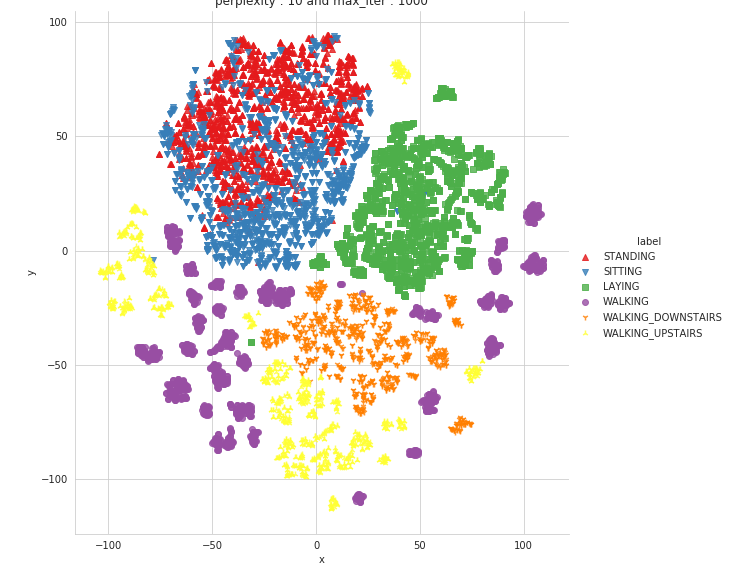 perplexity : 10 and max_iter : 1000
100
50
0
−50
−100
y
−100
−50
0
50
100
x
label
STANDING
SITTING
LAYING
WALKING
WALKING_DOWNSTAIRS
WALKING_UPSTAIRS